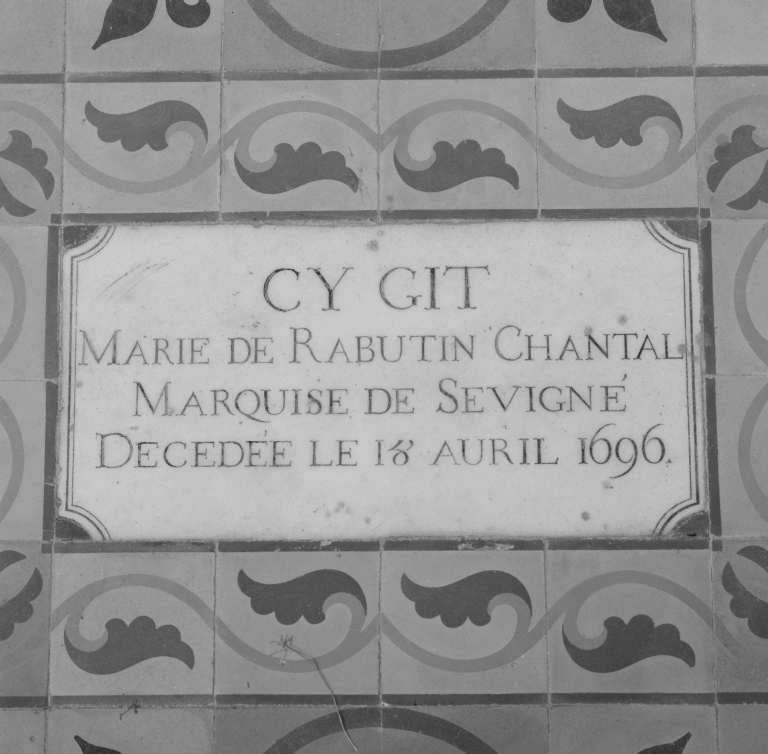 CY GIT
MARIE DE RABUTIN CHANTAL
MARQUISE DE SEVIGNÉ
DECEDÉE LE 18 AURIL 1696.